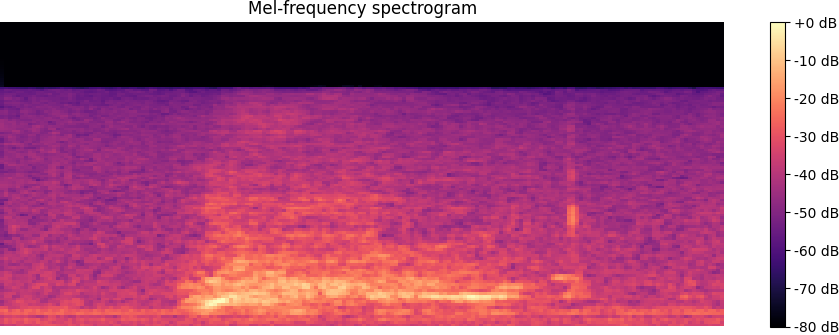 Mel-frequency spectrogram
+0 dB
-10 dB
-20 dB
-30 dB
-40 dB
-50 dB
-60 dB
-70 dB
-80 dB